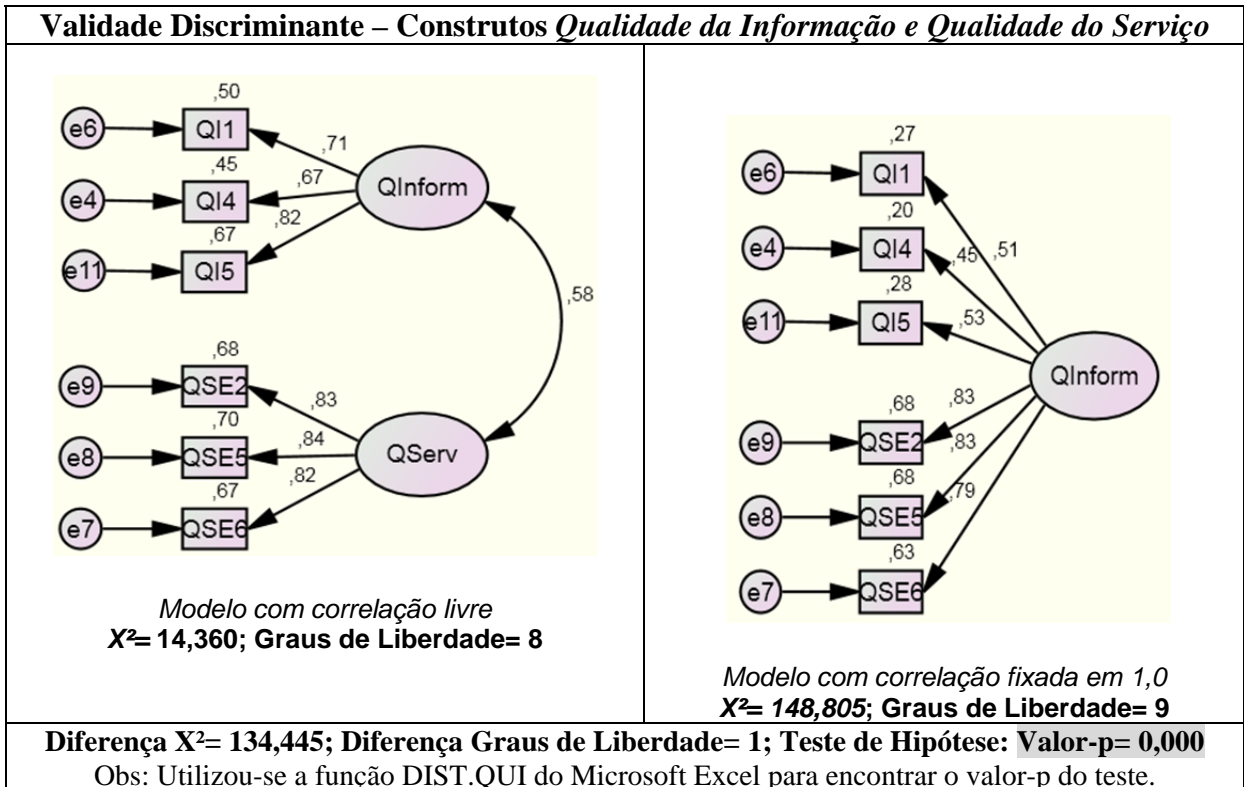 Validade Discriminante – Construtos Qualidade da Informação e Qualidade do Serviço
,50
e6 QI1
,71
,45
e4 QI4
,67
QInform
,82
,67
e11 QI5
,58
,68
e9 QSE2
,83
,70
e8 QSE5
,84
QServ
,82
,67
e7 QSE6
Modelo com correlação livre
X²= 14,360; Graus de Liberdade= 8
,27
e6 QI1
,20
e4 QI4
,45
,51
,28
e11 QI5
,53
QInform
,68
e9 QSE2
,83
,83
,68
e8 QSE5
,79
,63
e7 QSE6
Modelo com correlação fixada em 1,0
X²= 148,805; Graus de Liberdade= 9
Diferença X²= 134,445; Diferença Graus de Liberdade= 1; Teste de Hipótese: Valor-p= 0,000
Obs: Utilizou-se a função DIST.QUI do Microsoft Excel para encontrar o valor-p do teste.